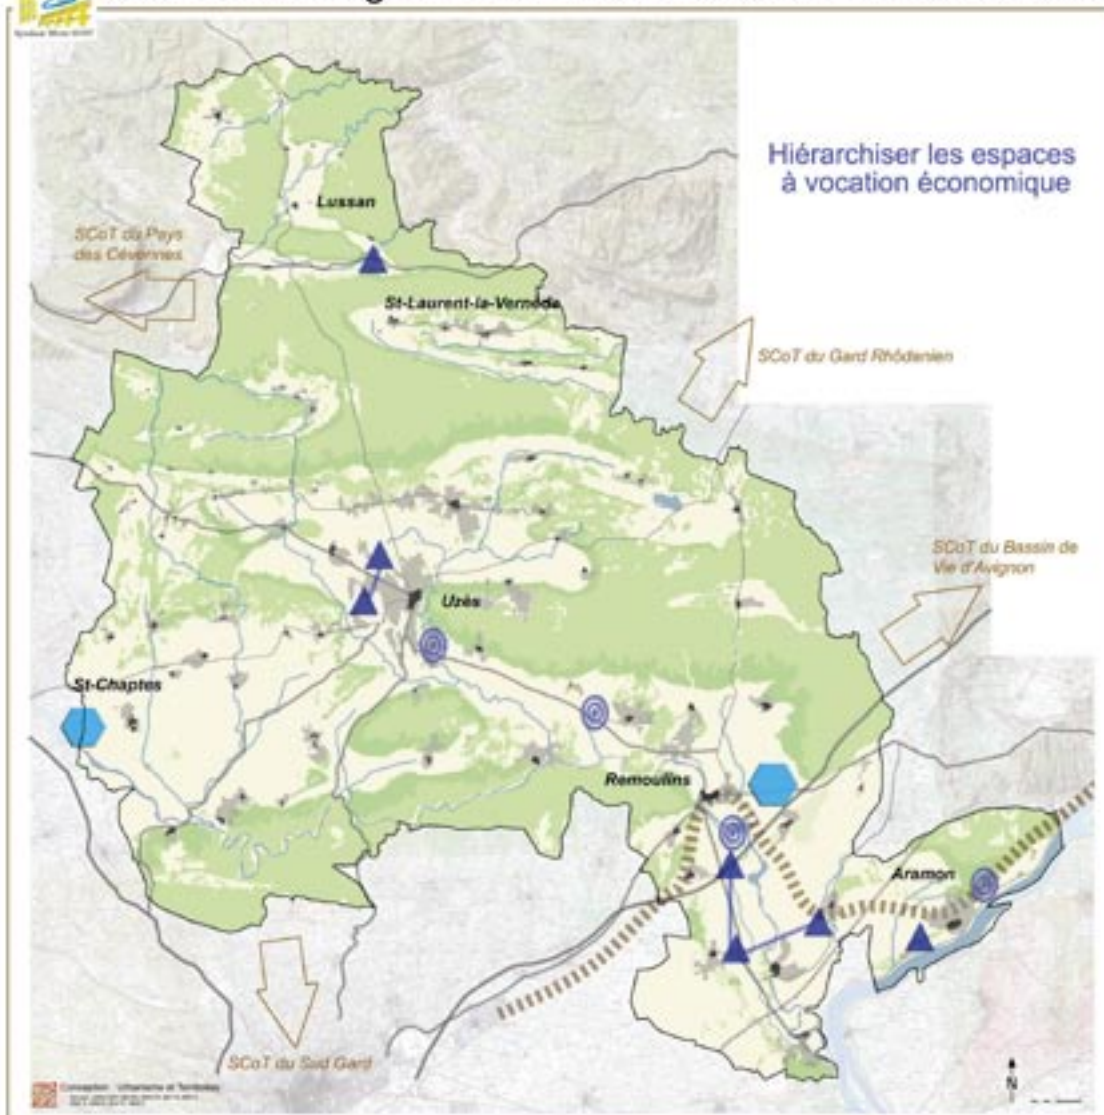 Hiérarchiser les espaces
à vocation économique
Lussan
SCoT du Pays
des Cévennes
St-Laurent-la-Vernède
SCoT du Gard Rhôdanien
SCoT du Bassin de
Vie d'Avignon
Uzès
St-Chaptes
Remoulins
Aramon
SCoT du Sud Gard
Conception : Urbanisme et Territoires
N